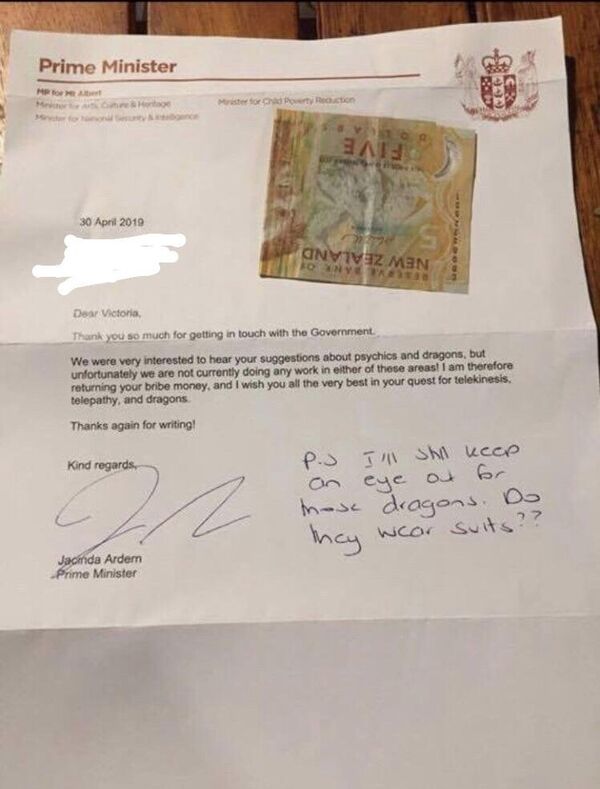 Prime Minister
MP for Mt Albert
Minister for Arts, Culture & Heritage
Minister for National Security & Intelligence
Minister for Child Poverty Reduction
DOLLARS
FIVE
5
NEW ZEALAND
RESERVE BANK OF
30 April 2019
Dear Victoria,
Thank you so much for getting in touch with the Government.
We were very interested to hear your suggestions about psychics and dragons, but
unfortunately we are not currently doing any work in either of these areas! I am therefore
returning your bribe money, and I wish you all the very best in your quest for telekinesis,
telepathy, and dragons.
Thanks again for writing!
Kind regards,
Jacinda Ardern
Prime Minister
P.S I'll still keep
an eye out for
those dragons. Do
they wear suits??